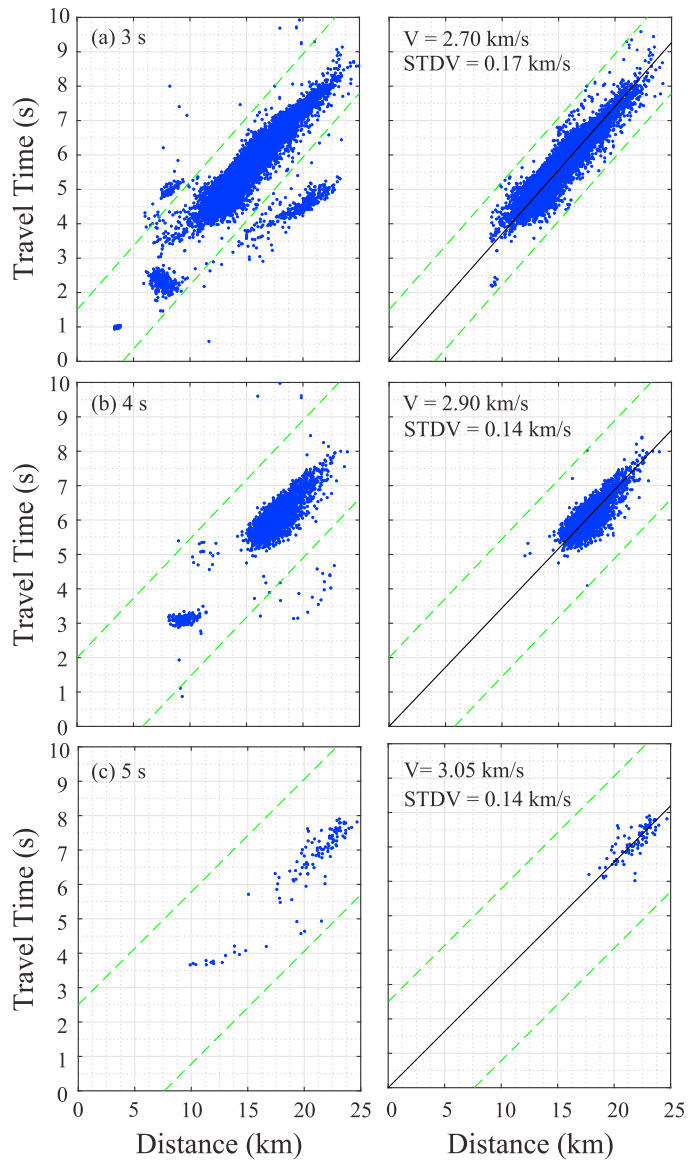 10
9
8
7
6
5
4
3
2
1
0
Travel Time (s)
(a) 3 s
V = 2.70 km/s
STDV = 0.17 km/s
10
9
8
7
6
5
4
3
2
1
0
Travel Time (s)
(b) 4 s
V = 2.90 km/s
STDV = 0.14 km/s
10
9
8
7
6
5
4
3
2
1
0
Travel Time (s)
(c) 5 s
V= 3.05 km/s
STDV = 0.14 km/s
0 5 10 15 20 25
0 5 10 15 20 25
Distance (km)
Distance (km)